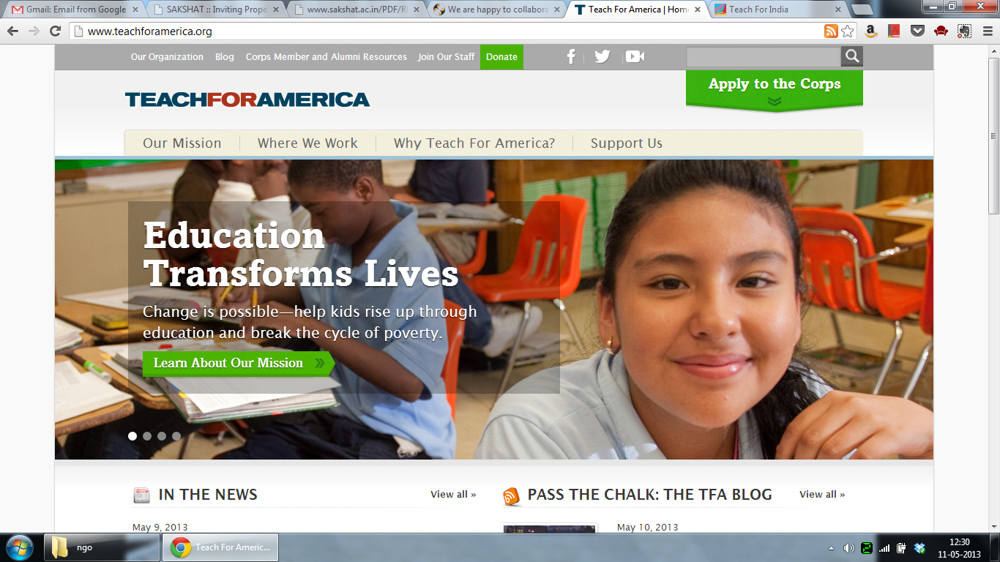 Gmail: Email from Google
SAKSHAT :: Inviting Propo
www.sakshat.ac.in/PDF/R
We are happy to collabora
Teach For America | Hom
Teach For India
www.teachforamerica.org
Our Organization
Blog
Corps Member and Alumni Resources
Join Our Staff
Donate
Apply to the Corps
TEACHFORAMERICA
Our Mission
Where We Work
Why Teach For America?
Support Us
Education
Transforms Lives
Change is possible—help kids rise up through
education and break the cycle of poverty.
Learn About Our Mission
IN THE NEWS
View all »
PASS THE CHALK: THE TFA BLOG
View all »
May 9, 2013
May 10, 2013
ngo
Teach For Americ...
12:30
11-05-2013